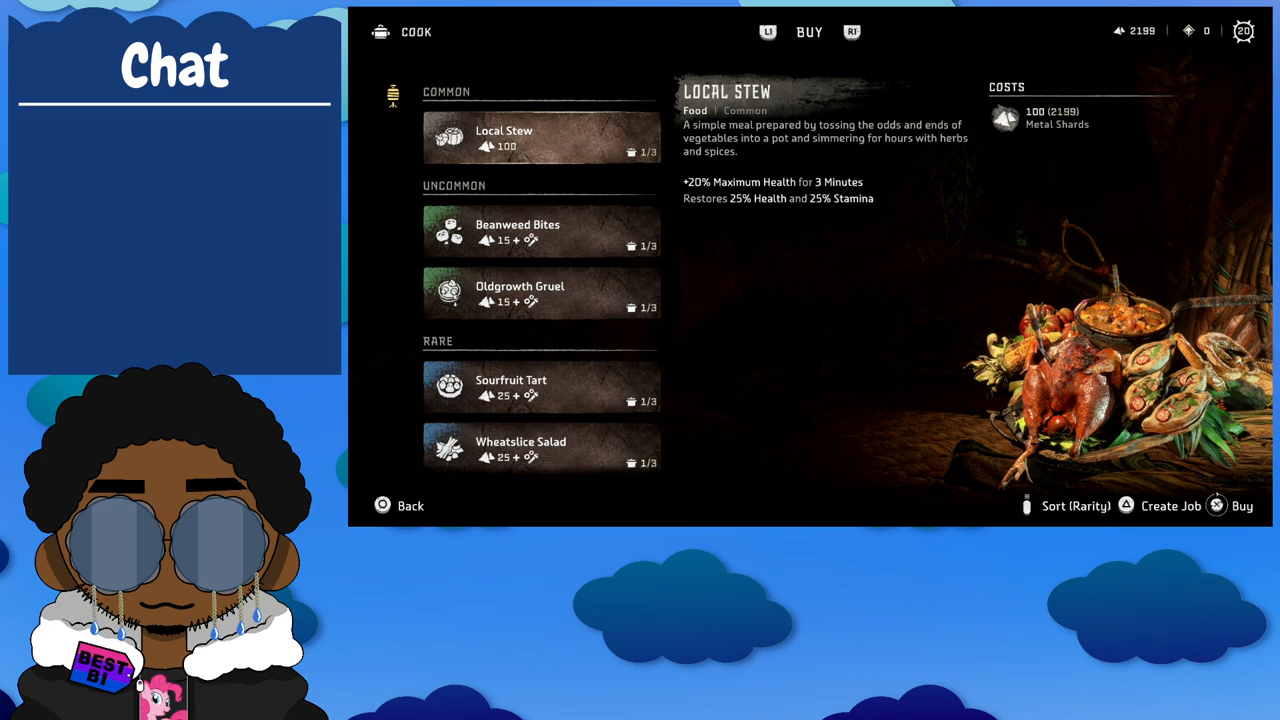 Chat
COOK
L1 BUY R1
2199 0 20
COMMON
Local Stew
100
1/3
UNCOMMON
Beanweed Bites
15 +
1/3
Oldgrowth Gruel
15 +
1/3
RARE
Sourfruit Tart
25 +
1/3
Wheatslice Salad
25 +
1/3
LOCAL STEW
Food | Common
A simple meal prepared by tossing the odds and ends of
vegetables into a pot and simmering for hours with herbs
and spices.
+20% Maximum Health for 3 Minutes
Restores 25% Health and 25% Stamina
COSTS
100 (2199)
Metal Shards
Back
Sort (Rarity) Create Job Buy
BEST.
BI